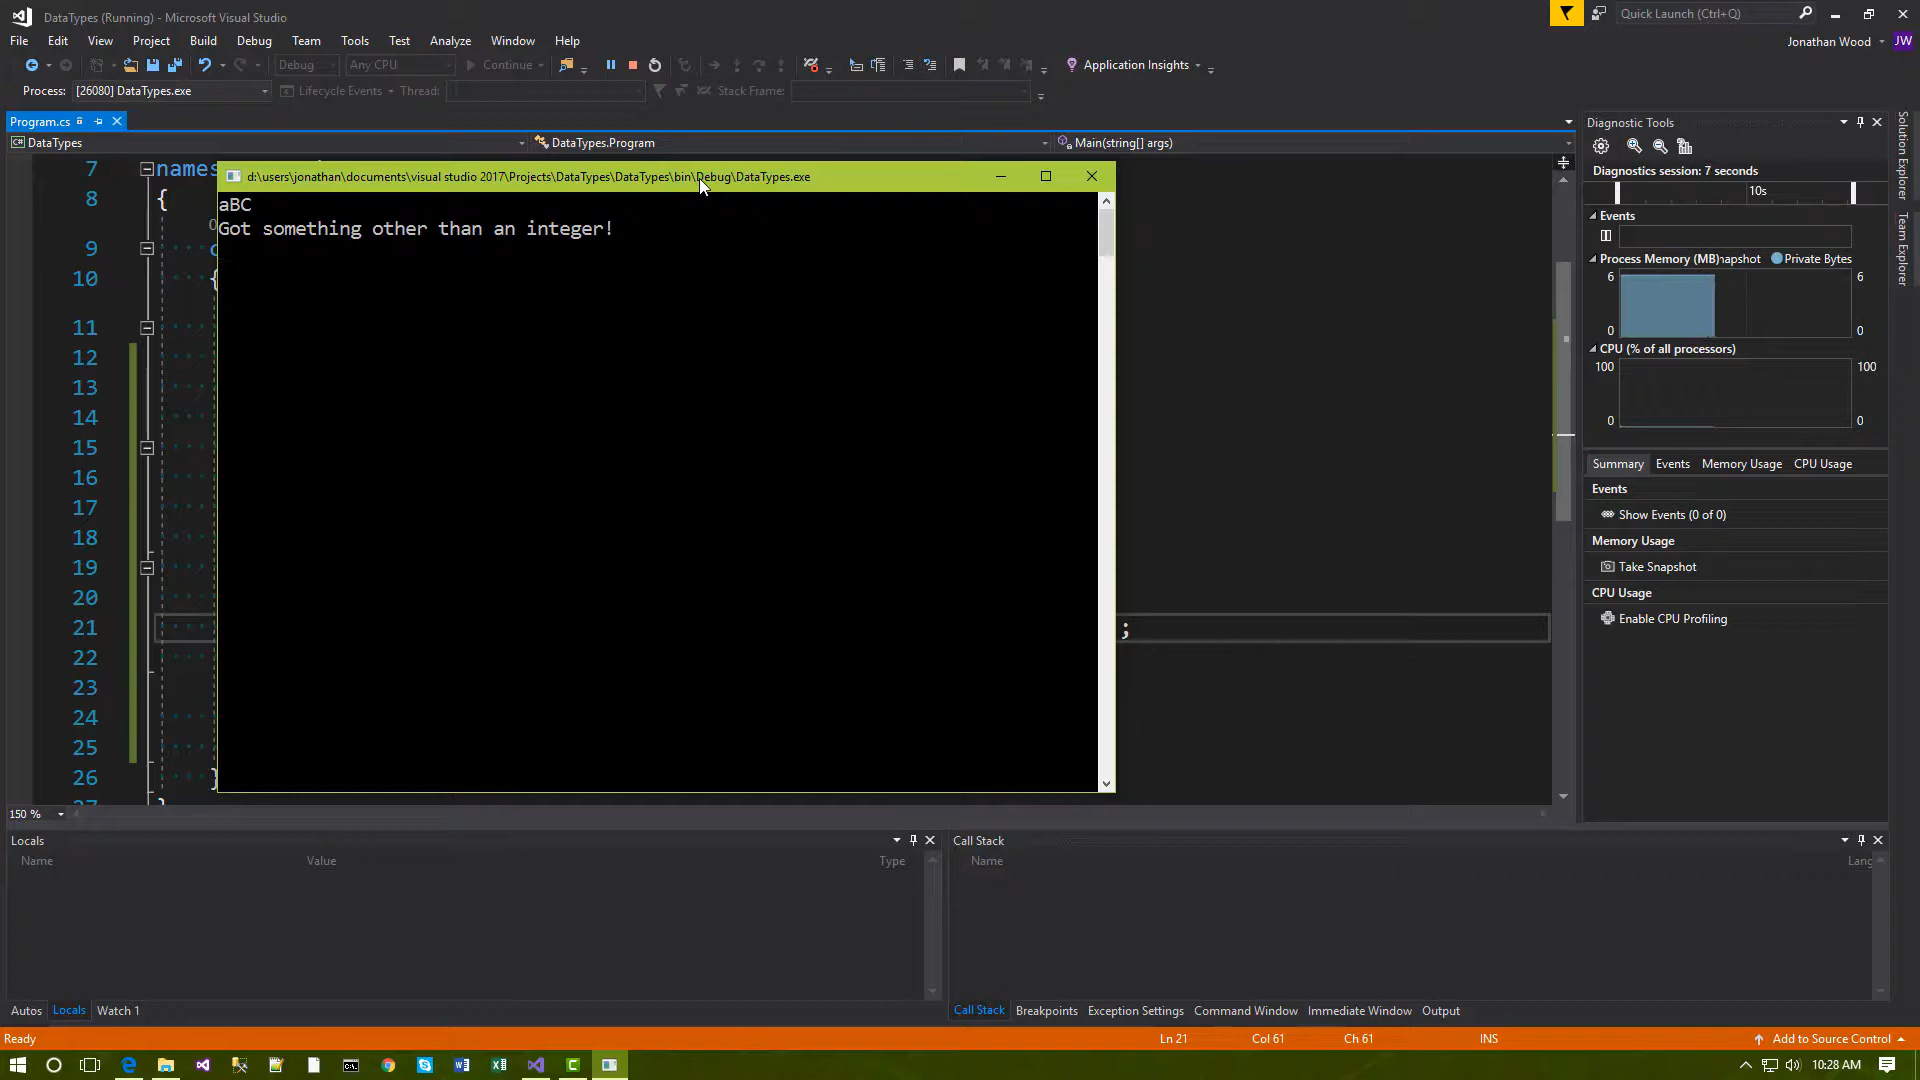 DataTypes (Running) - Microsoft Visual Studio
Quick Launch (Ctrl+Q)
File Edit View Project Build Debug Team Tools Test Analyze Window Help
Jonathan Wood JW
Debug Any CPU Continue Application Insights
Process: [26080] DataTypes.exe Lifecycle Events Thread: Stack Frame:
Program.cs
DataTypes DataTypes.Program Main(string[] args)
d:\users\jonathan\documents\visual studio 2017\Projects\DataTypes\DataTypes\bin\Debug\DataTypes.exe
aBC
Got something other than an integer!
7 names
8 {
0
9 c
10 {
11
12
13
14
15
16
17
18
19
20
21 ;
22
23
24
25
26 }
}
150 %
Diagnostic Tools
Diagnostics session: 7 seconds
10s
Events
Process Memory (MB) napshot Private Bytes
6 6
0 0
CPU (% of all processors)
100 100
0 0
Summary Events Memory Usage CPU Usage
Events
Show Events (0 of 0)
Memory Usage
Take Snapshot
CPU Usage
Enable CPU Profiling
Solution Explorer
Team Explorer
Locals
Name Value Type
Autos Locals Watch 1
Call Stack
Name Lang
Call Stack Breakpoints Exception Settings Command Window Immediate Window Output
Ready Ln 21 Col 61 Ch 61 INS Add to Source Control
10:28 AM